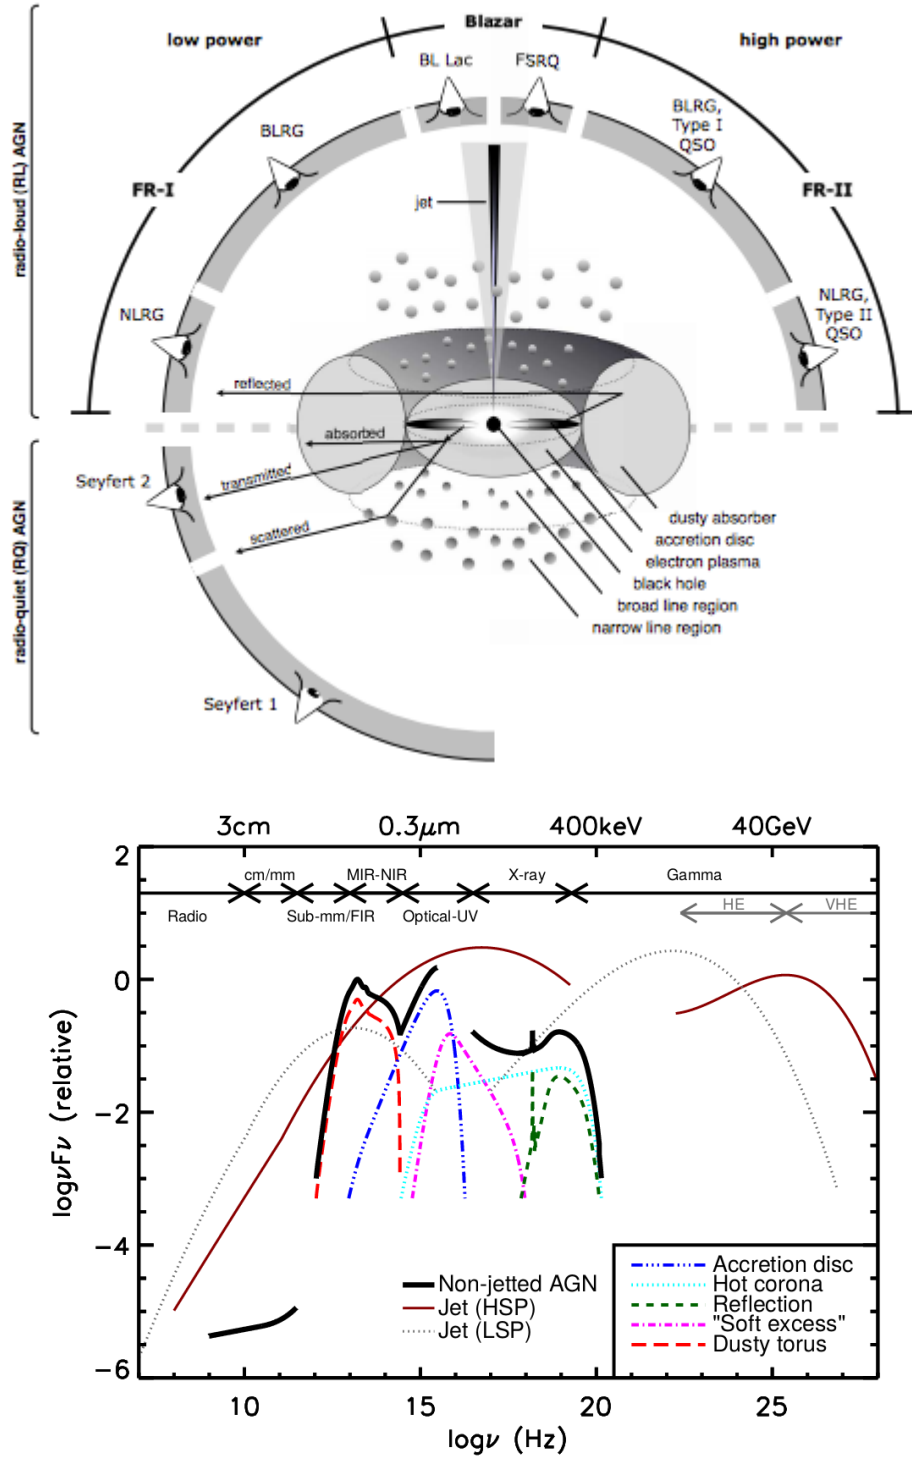 Blazar
low power
high power
BL Lac
FSRQ
BLRG,
Type I
QSO
BLRG
radio-loud (RL) AGN
FR-I
FR-II
jet
NLRG
NLRG,
Type II
QSO
reflected
absorbed
Seyfert 2
transmitted
scattered
dusty absorber
accretion disc
electron plasma
black hole
broad line region
narrow line region
radio-quiet (RQ) AGN
Seyfert 1
3cm
0.3μm
400keV
40GeV
2
cm/mm
MIR-NIR
X-ray
Gamma
Radio
Sub-mm/FIR
Optical-UV
HE
VHE
0
logνFν (relative)
−2
−4
Non-jetted AGN
Jet (HSP)
Jet (LSP)
Accretion disc
Hot corona
Reflection
"Soft excess"
Dusty torus
−6
10
15
20
25
logν (Hz)